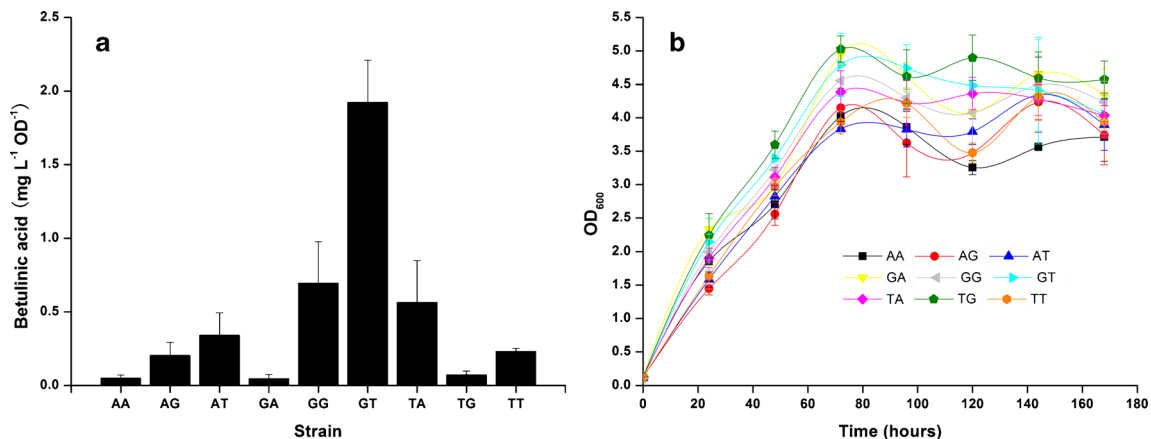 a
Betulinic acid (mg L⁻¹ OD⁻¹)
2.5
2.0
1.5
1.0
0.5
0.0
AA AG AT GA GG GT TA TG TT
Strain
b
OD₆₀₀
5.5
5.0
4.5
4.0
3.5
3.0
2.5
2.0
1.5
1.0
0.5
0.0
AA AG AT
GA GG GT
TA TG TT
0 20 40 60 80 100 120 140 160 180
Time (hours)